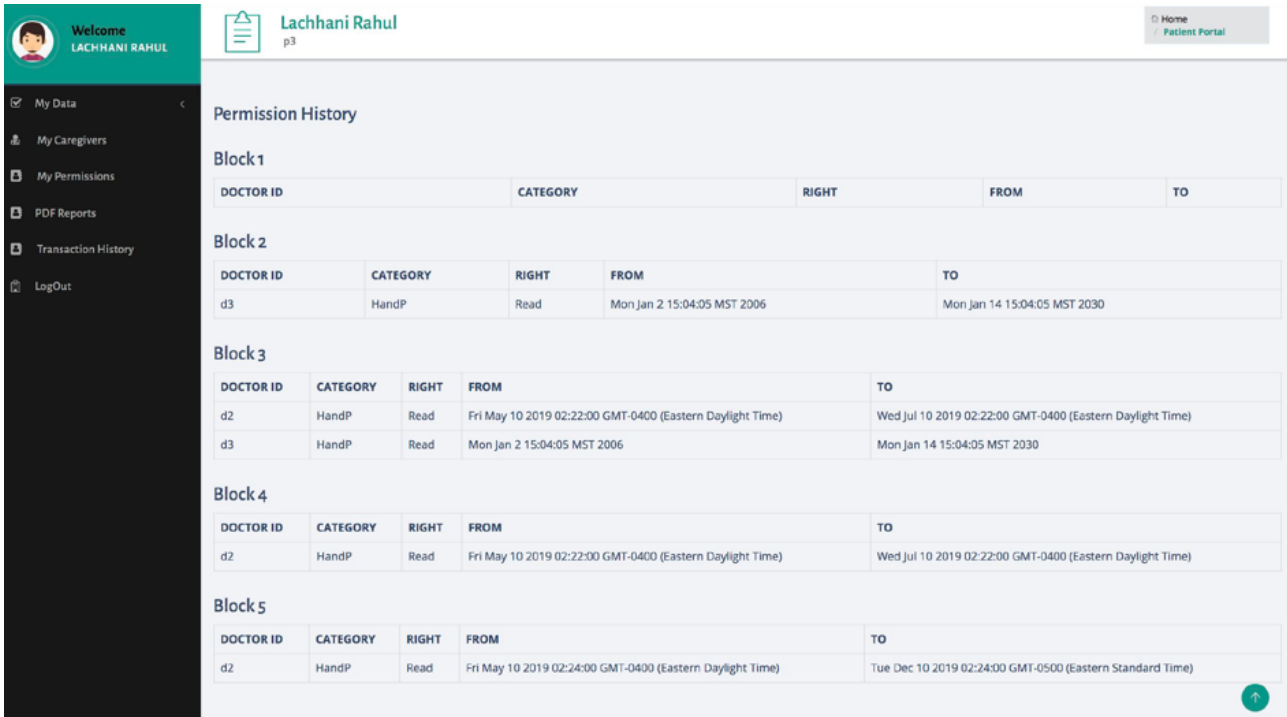 Welcome
LACHHANI RAHUL
My Data
My Caregivers
My Permissions
PDF Reports
Transaction History
LogOut
Lachhani Rahul
p3
Home
/ Patient Portal
Permission History
Block 1
DOCTOR ID CATEGORY RIGHT FROM TO
Block 2
DOCTOR ID CATEGORY RIGHT FROM TO
d3 HandP Read Mon Jan 2 15:04:05 MST 2006 Mon Jan 14 15:04:05 MST 2030
Block 3
DOCTOR ID CATEGORY RIGHT FROM TO
d2 HandP Read Fri May 10 2019 02:22:00 GMT-0400 (Eastern Daylight Time) Wed Jul 10 2019 02:22:00 GMT-0400 (Eastern Daylight Time)
d3 HandP Read Mon Jan 2 15:04:05 MST 2006 Mon Jan 14 15:04:05 MST 2030
Block 4
DOCTOR ID CATEGORY RIGHT FROM TO
d2 HandP Read Fri May 10 2019 02:22:00 GMT-0400 (Eastern Daylight Time) Wed Jul 10 2019 02:22:00 GMT-0400 (Eastern Daylight Time)
Block 5
DOCTOR ID CATEGORY RIGHT FROM TO
d2 HandP Read Fri May 10 2019 02:24:00 GMT-0400 (Eastern Daylight Time) Tue Dec 10 2019 02:24:00 GMT-0500 (Eastern Standard Time)